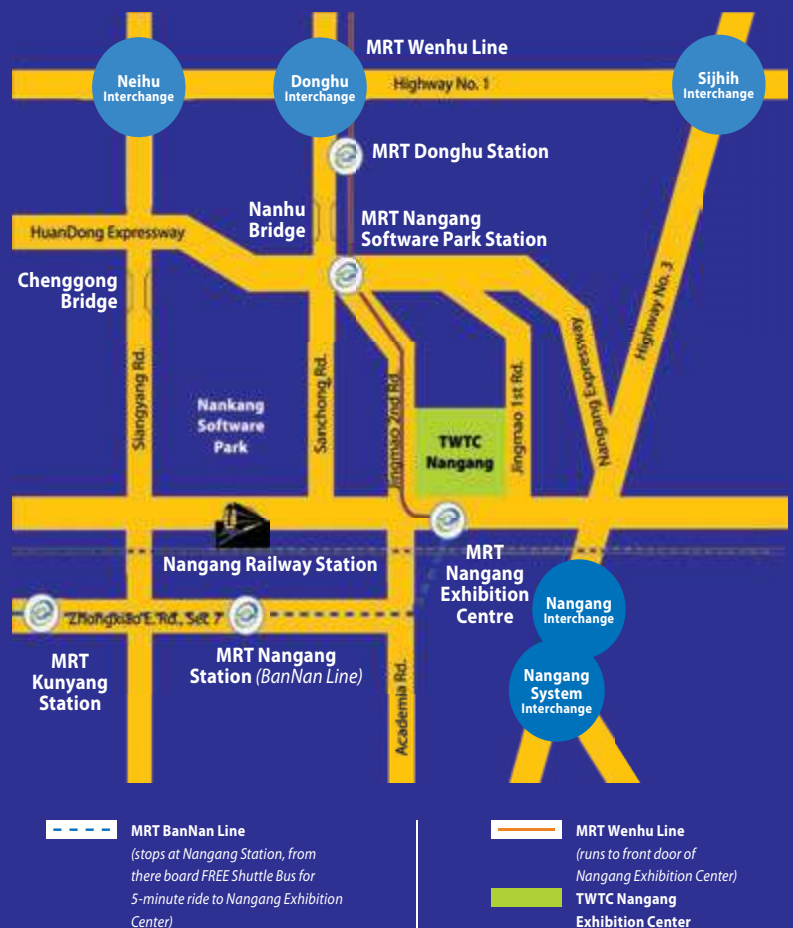 MRT Wenhu Line
Neihu
Interchange
Donghu
Interchange
Highway No. 1
Sijhih
Interchange
MRT Donghu Station
Nanhu
Bridge
MRT Nangang
Software Park Station
HuanDong Expressway
Chenggong
Bridge
Highway No. 3
Nangang Expressway
Siangyang Rd.
Sanchong Rd.
Jingmao 2nd Rd.
Jingmao 1st Rd.
Nankang
Software
Park
TWTC
Nangang
Nangang Railway Station
MRT
Nangang
Exhibition
Centre
Nangang
Interchange
Zhongxiao E. Rd., Sec 7
MRT
Kunyang
Station
MRT Nangang
Station (BanNan Line)
Academia Rd.
Nangang
System
Interchange
MRT BanNan Line
(stops at Nangang Station, from
there board FREE Shuttle Bus for
5-minute ride to Nangang Exhibition
Center)
MRT Wenhu Line
(runs to front door of
Nangang Exhibition Center)
TWTC Nangang
Exhibition Center